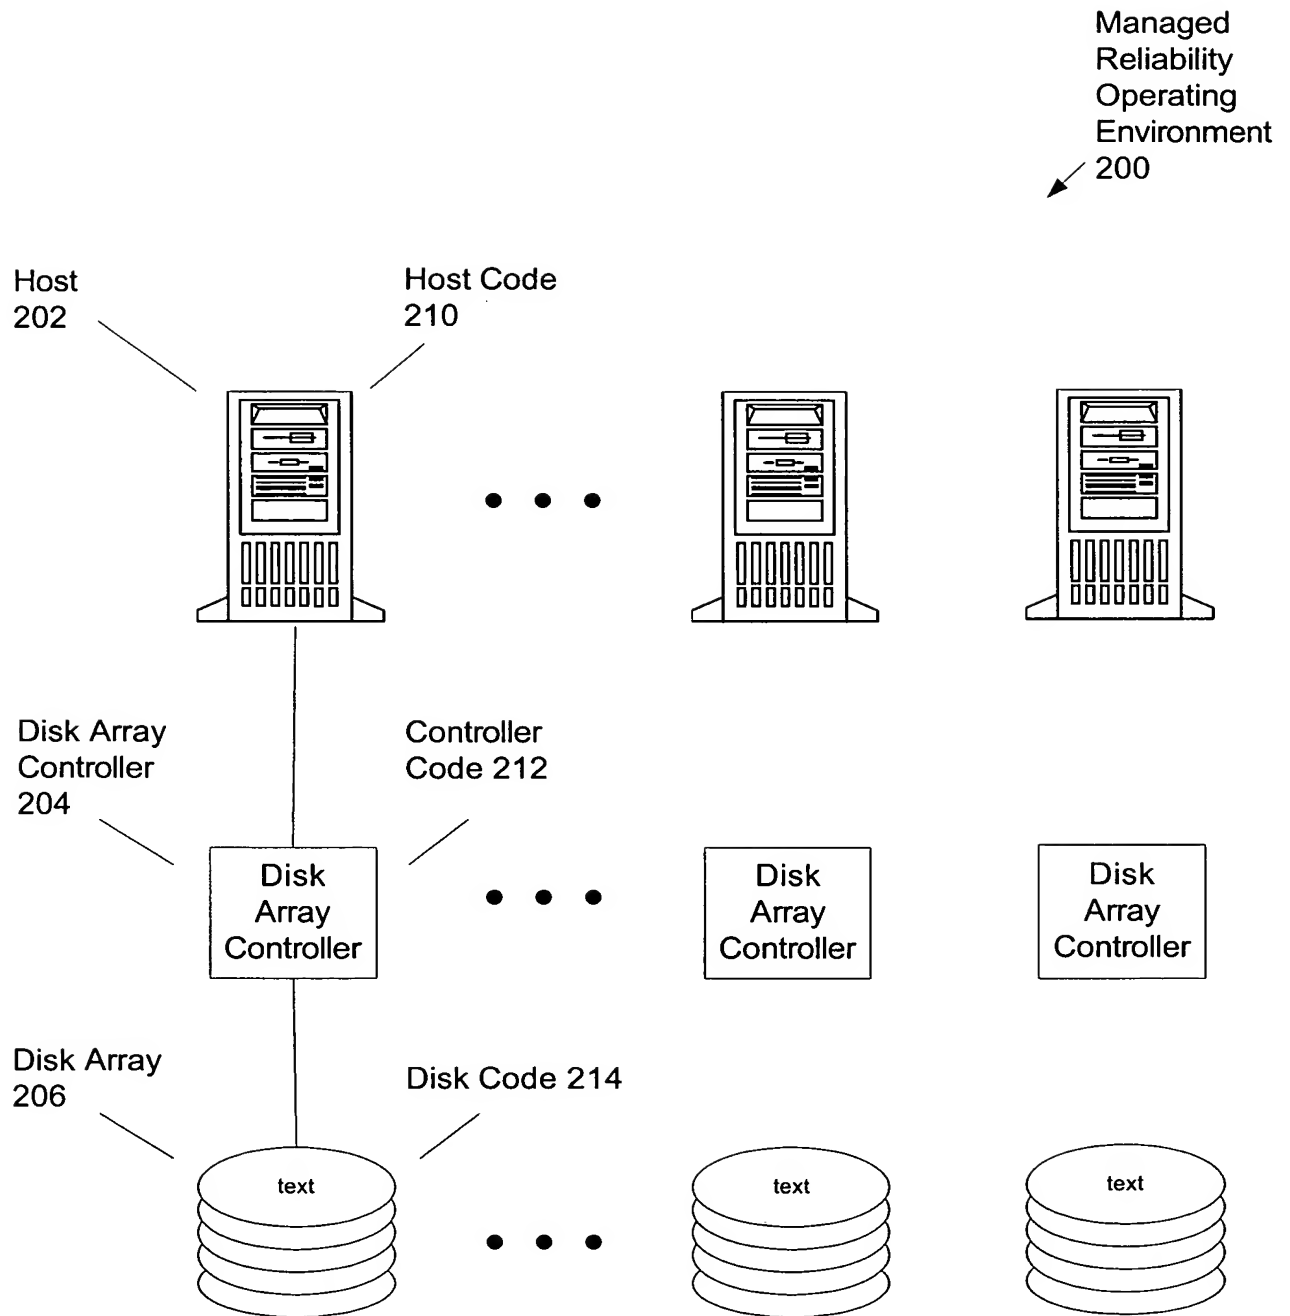 Managed
Reliability
Operating
Environment
200
Host
202
Host Code
210
Disk Array
Controller
204
Controller
Code 212
Disk
Array
Controller
Disk
Array
Controller
Disk
Array
Controller
Disk Array
206
Disk Code 214
text
text
text